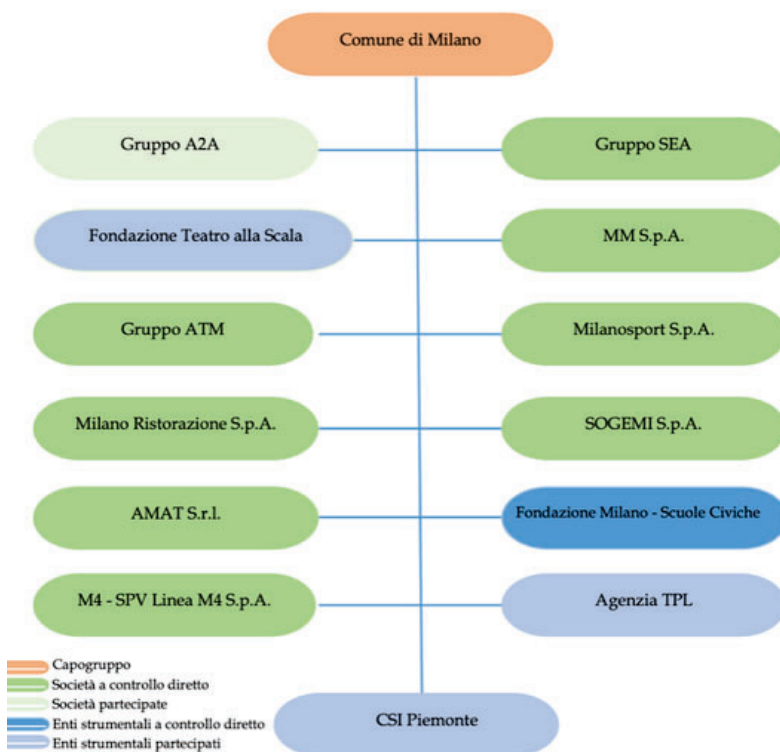 Comune di Milano
Gruppo A2A
Gruppo SEA
Fondazione Teatro alla Scala
MM S.p.A.
Gruppo ATM
Milanosport S.p.A.
Milano Ristorazione S.p.A.
SOGEMI S.p.A.
AMAT S.r.l.
Fondazione Milano - Scuole Civiche
M4 - SPV Linea M4 S.p.A.
Agenzia TPL
CSI Piemonte
Capogruppo
Società a controllo diretto
Società partecipate
Enti strumentali a controllo diretto
Enti strumentali partecipati